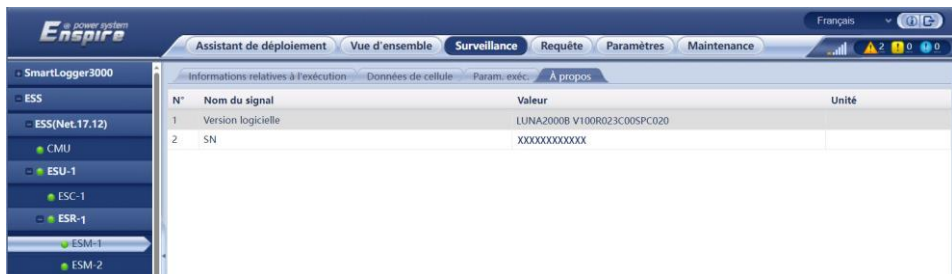 Enspire
e power system
Français
Assistant de déploiement
Vue d'ensemble
Surveillance
Requête
Paramètres
Maintenance
2
0
0
SmartLogger3000
ESS
ESS(Net.17.12)
CMU
ESU-1
ESC-1
ESR-1
ESM-1
ESM-2
Informations relatives à l'exécution
Données de cellule
Param. exéc.
À propos
N° Nom du signal Valeur Unité
1 Version logicielle LUNA2000B V100R023C00SPC020
2 SN XXXXXXXXXXXX